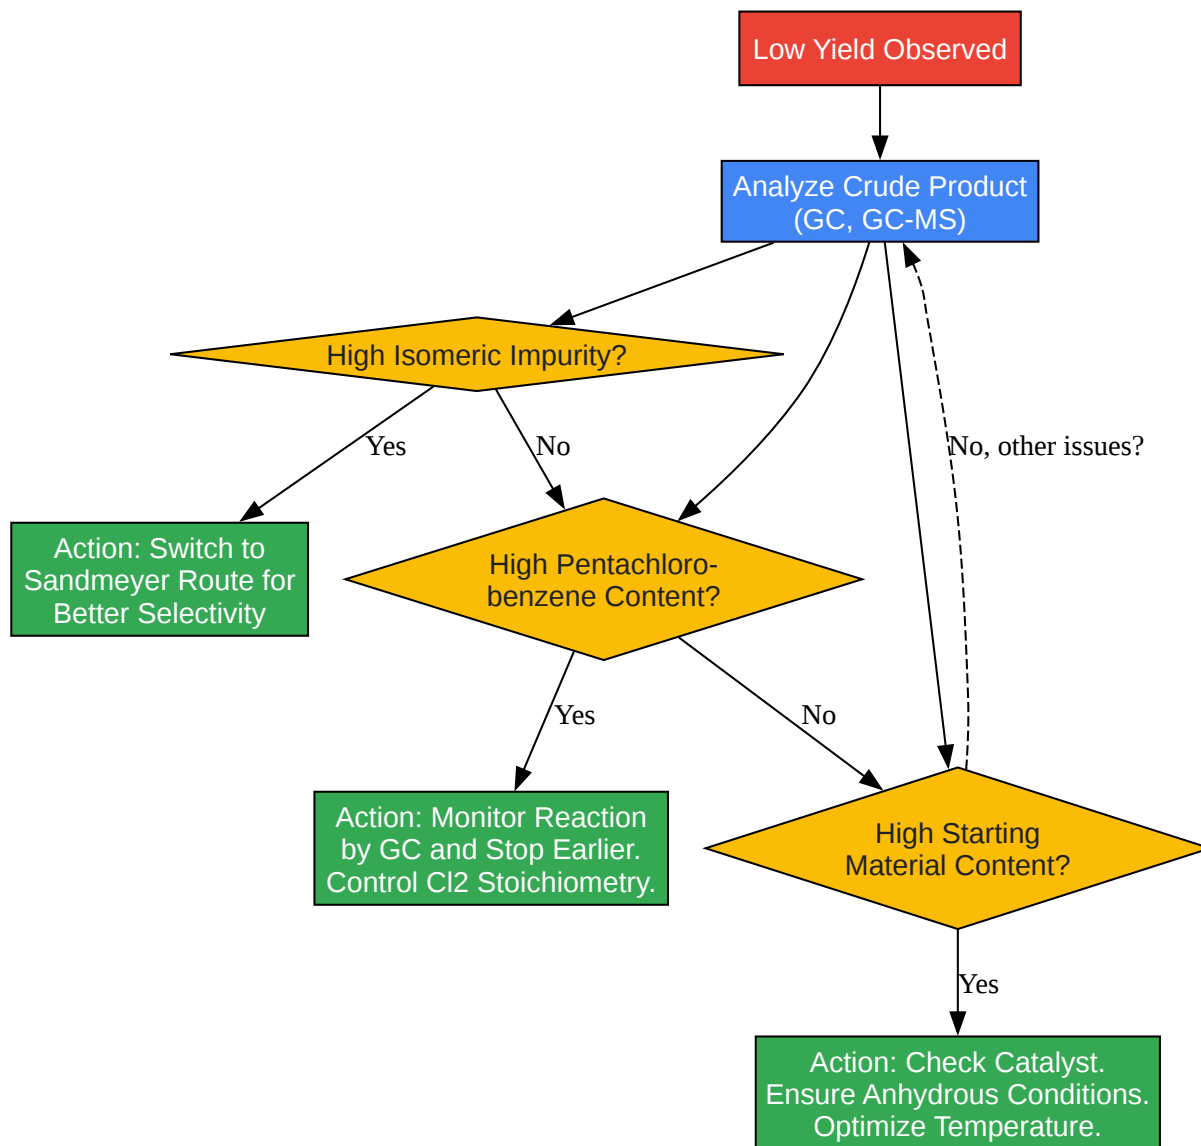 Low Yield Observed
Analyze Crude Product
(GC, GC-MS)
High Isomeric Impurity?
Yes
No
No, other issues?
Action: Switch to
Sandmeyer Route for
Better Selectivity
High Pentachloro-
benzene Content?
Yes
No
Action: Monitor Reaction
by GC and Stop Earlier.
Control Cl2 Stoichiometry.
High Starting
Material Content?
Yes
Action: Check Catalyst.
Ensure Anhydrous Conditions.
Optimize Temperature.